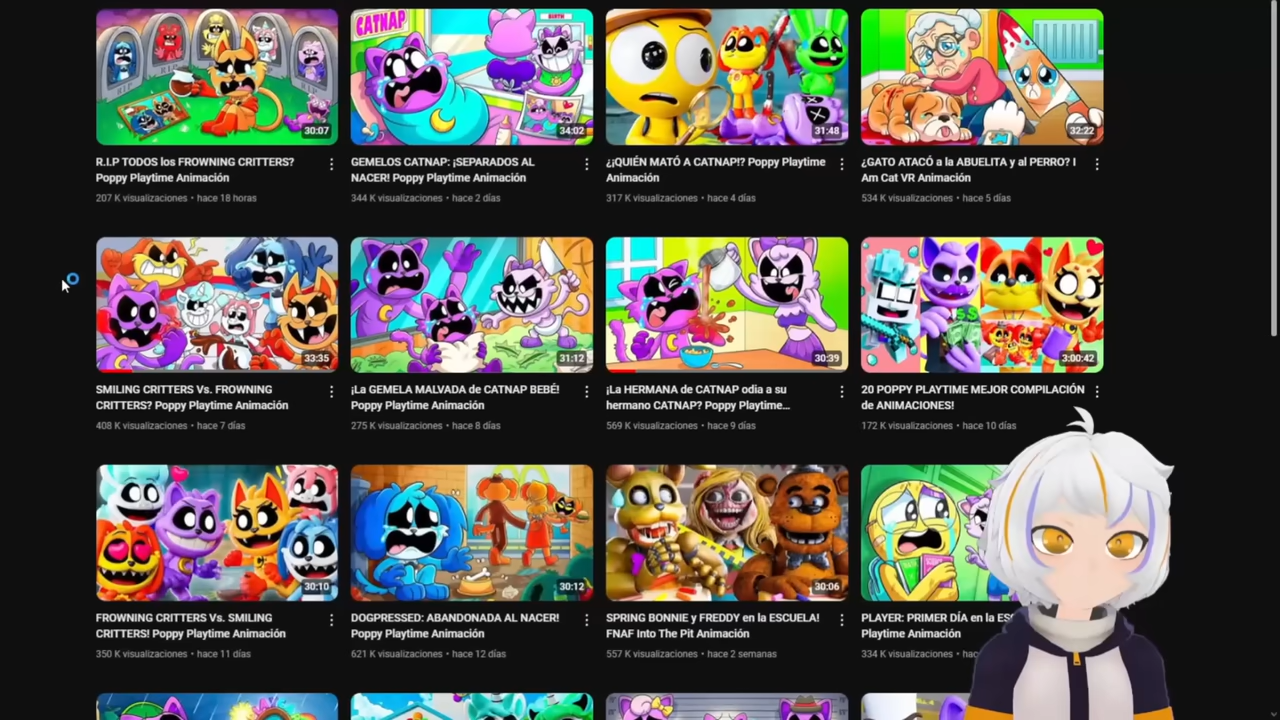 CATNAP
BIRTH
R.I.P
RIP
RIP
30:07
34:02
31:48
32:22
R.I.P TODOS los FROWNING CRITTERS?
Poppy Playtime Animación
207 K visualizaciones • hace 18 horas
GEMELOS CATNAP: ¡SEPARADOS AL
NACER! Poppy Playtime Animación
344 K visualizaciones • hace 2 días
¿¡QUIÉN MATÓ A CATNAP!? Poppy Playtime
Animación
317 K visualizaciones • hace 4 días
¿GATO ATACÓ a la ABUELITA y al PERRO? I
Am Cat VR Animación
534 K visualizaciones • hace 5 días
33:35
31:12
30:39
$$
3:00:42
SMILING CRITTERS Vs. FROWNING
CRITTERS? Poppy Playtime Animación
408 K visualizaciones • hace 7 días
¡La GEMELA MALVADA de CATNAP BEBÉ!
Poppy Playtime Animación
275 K visualizaciones • hace 8 días
¡La HERMANA de CATNAP odia a su
hermano CATNAP? Poppy Playtime...
569 K visualizaciones • hace 9 días
20 POPPY PLAYTIME MEJOR COMPILACIÓN
de ANIMACIONES!
172 K visualizaciones • hace 10 días
30:10
30:12
30:06
FROWNING CRITTERS Vs. SMILING
CRITTERS! Poppy Playtime Animación
350 K visualizaciones • hace 11 días
DOGPRESSED: ABANDONADA AL NACER!
Poppy Playtime Animación
621 K visualizaciones • hace 12 días
SPRING BONNIE y FREDDY en la ESCUELA!
FNAF Into The Pit Animación
557 K visualizaciones • hace 2 semanas
PLAYER: PRIMER DÍA en la ES
Playtime Animación
334 K visualizaciones • hac